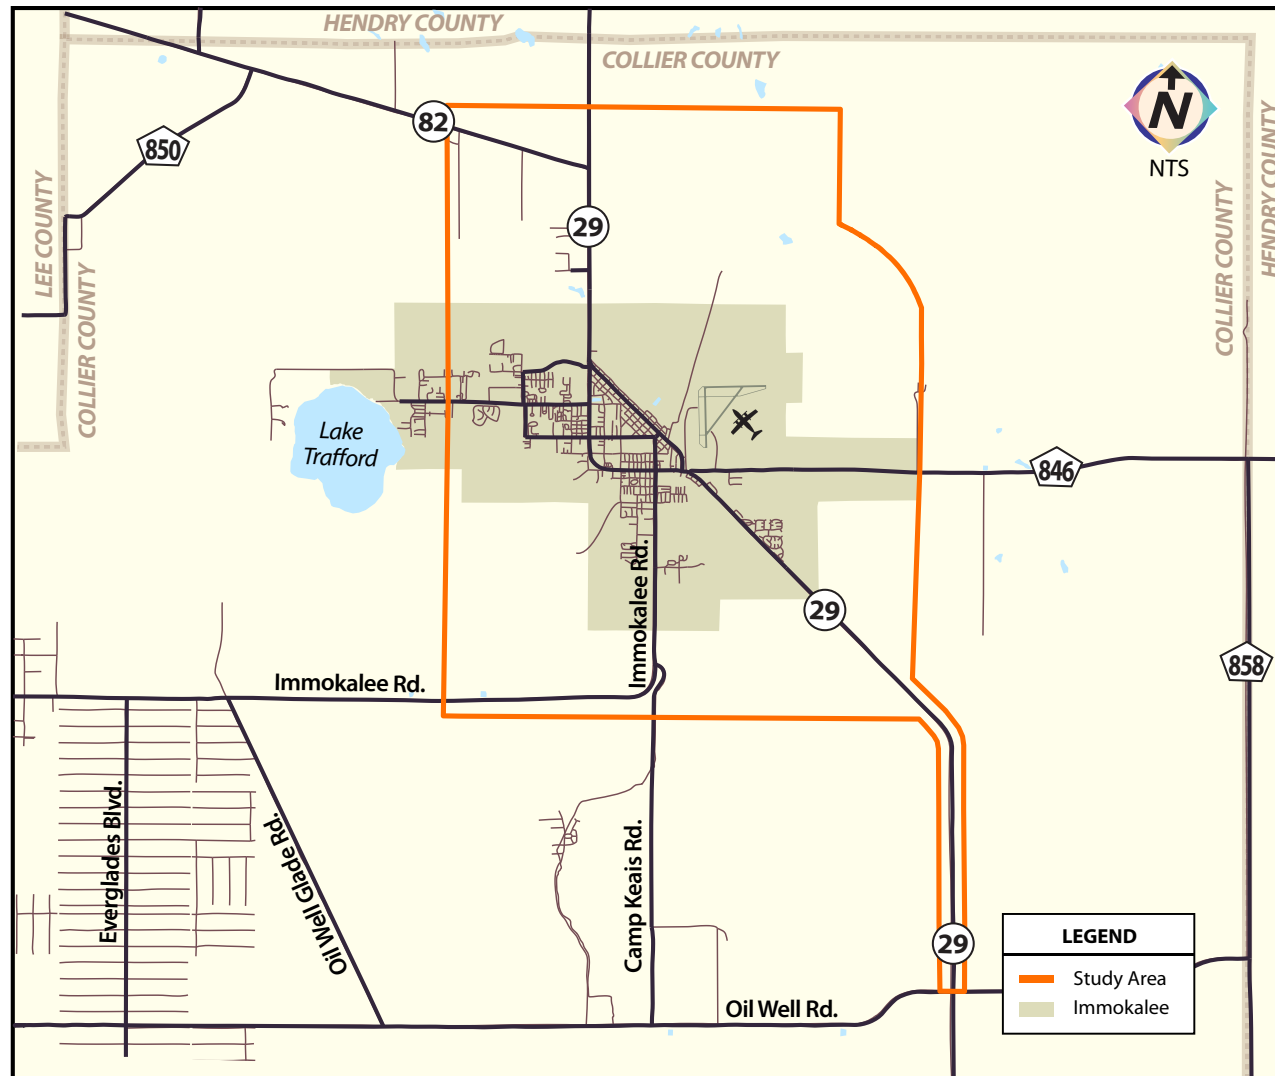 HENDRY COUNTY
COLLIER COUNTY
82
850
N
NTS
HENDRY COUNTY
COLLIER COUNTY
LEE COUNTY
COLLIER COUNTY
29
Lake
Trafford
846
Immokalee Rd.
29
858
Immokalee Rd.
Everglades Blvd.
Oil Well Glade Rd.
Camp Keais Rd.
29
LEGEND
Study Area
Immokalee
Oil Well Rd.